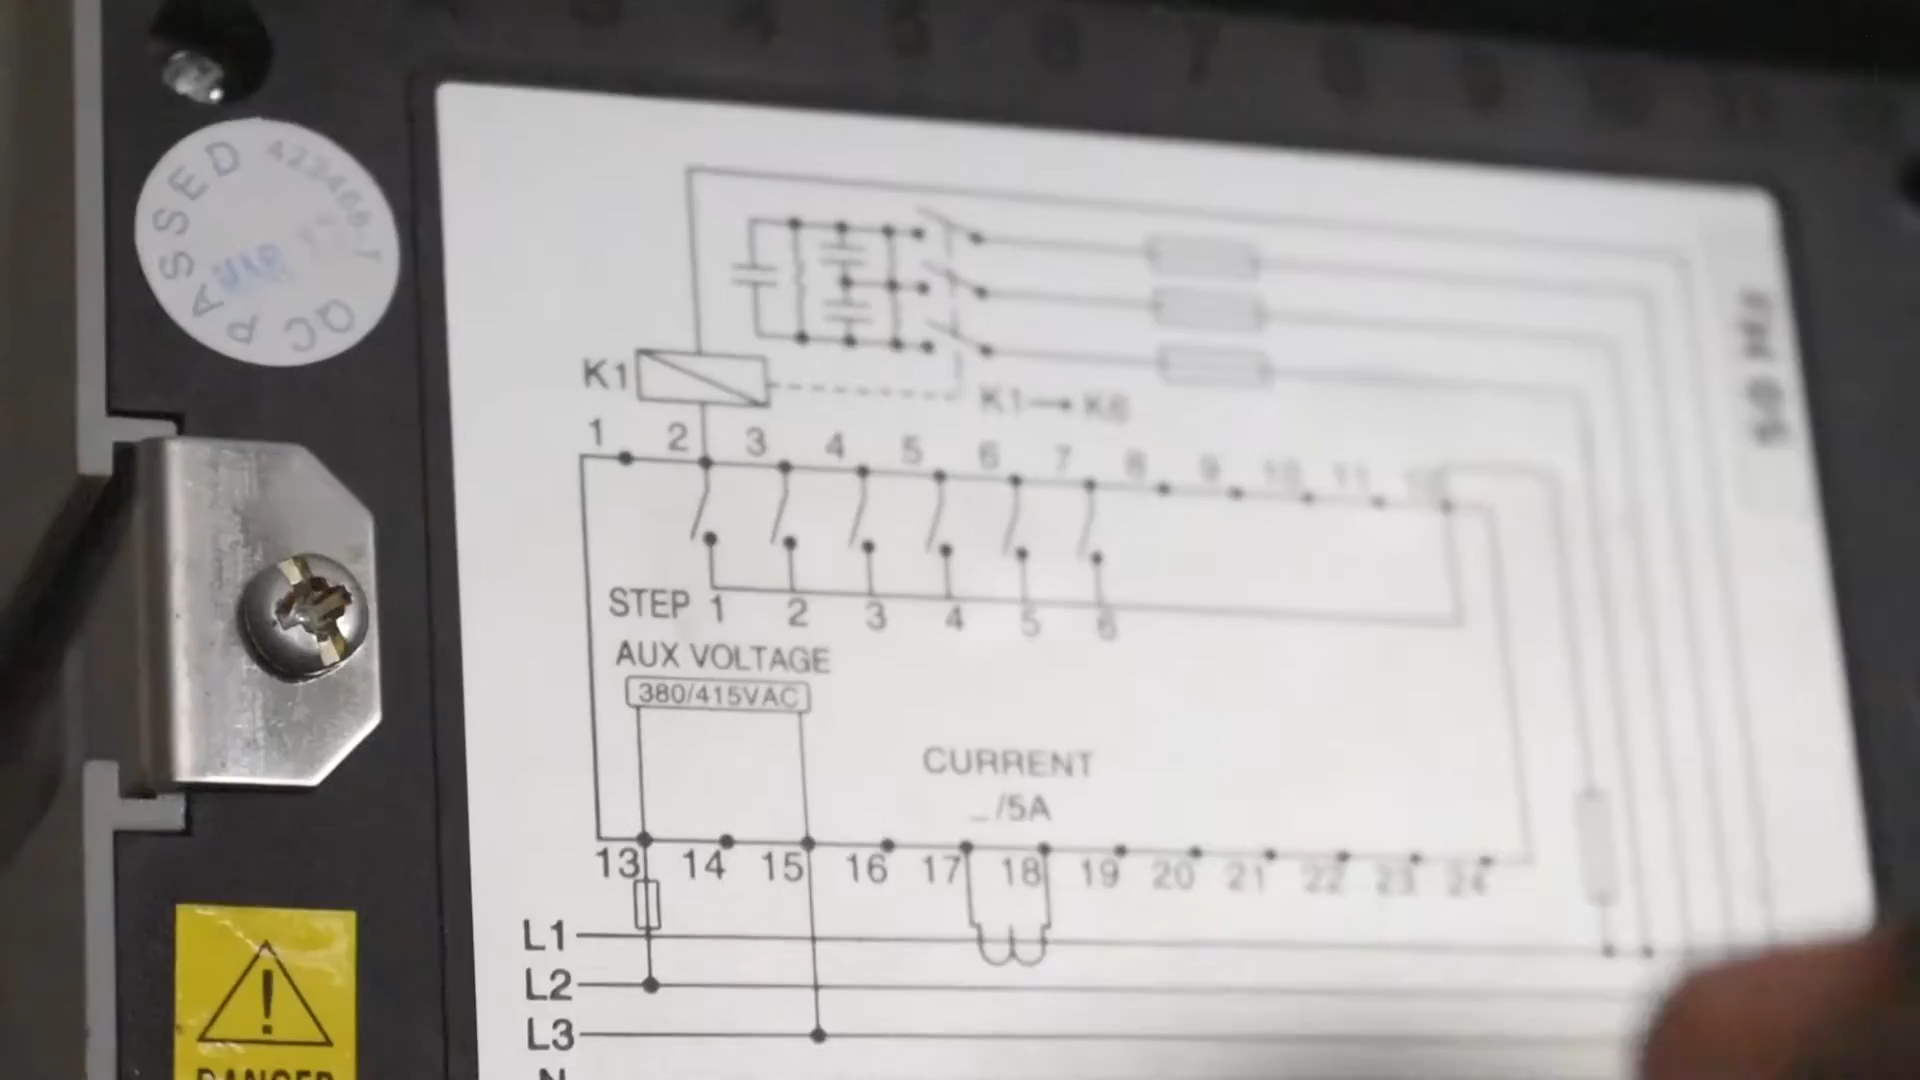 QC PASSED
MAR
K1
K1→K6
1 2 3 4 5 6 7 8 9 10 11 12
STEP 1 2 3 4 5 6
AUX VOLTAGE
380/415VAC
CURRENT
_/5A
13 14 15 16 17 18 19 20 21 22 23 24
L1
L2
L3
N
DANGER